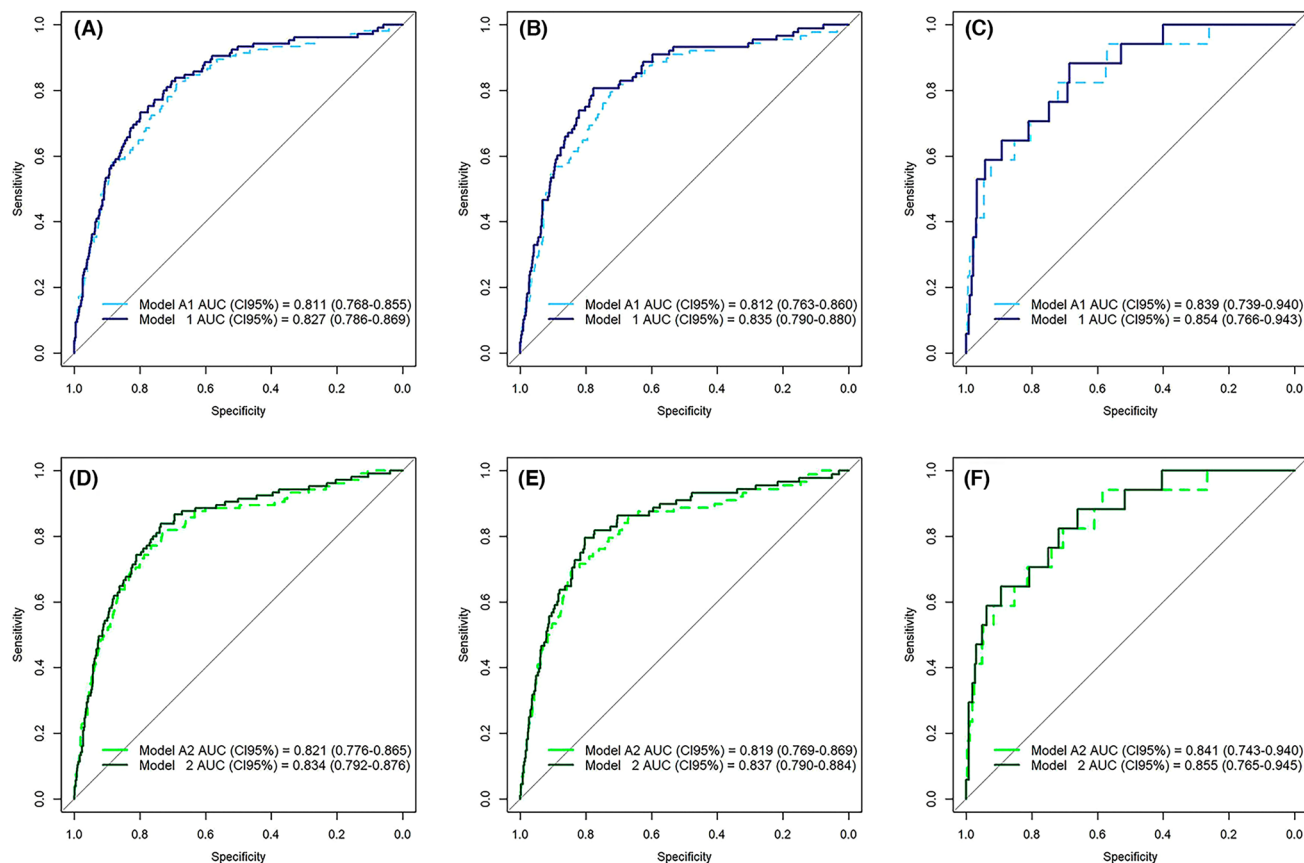 (A)
Sensitivity
1.0
0.8
0.6
0.4
0.2
0.0
Model A1 AUC (CI95%) = 0.811 (0.768-0.855)
Model 1 AUC (CI95%) = 0.827 (0.786-0.869)
1.0 0.8 0.6 0.4 0.2 0.0
Specificity
(B)
Sensitivity
1.0
0.8
0.6
0.4
0.2
0.0
Model A1 AUC (CI95%) = 0.812 (0.763-0.860)
Model 1 AUC (CI95%) = 0.835 (0.790-0.880)
1.0 0.8 0.6 0.4 0.2 0.0
Specificity
(C)
Sensitivity
1.0
0.8
0.6
0.4
0.2
0.0
Model A1 AUC (CI95%) = 0.839 (0.739-0.940)
Model 1 AUC (CI95%) = 0.854 (0.766-0.943)
1.0 0.8 0.6 0.4 0.2 0.0
Specificity
(D)
Sensitivity
1.0
0.8
0.6
0.4
0.2
0.0
Model A2 AUC (CI95%) = 0.821 (0.776-0.865)
Model 2 AUC (CI95%) = 0.834 (0.792-0.876)
1.0 0.8 0.6 0.4 0.2 0.0
Specificity
(E)
Sensitivity
1.0
0.8
0.6
0.4
0.2
0.0
Model A2 AUC (CI95%) = 0.819 (0.769-0.869)
Model 2 AUC (CI95%) = 0.837 (0.790-0.884)
1.0 0.8 0.6 0.4 0.2 0.0
Specificity
(F)
Sensitivity
1.0
0.8
0.6
0.4
0.2
0.0
Model A2 AUC (CI95%) = 0.841 (0.743-0.940)
Model 2 AUC (CI95%) = 0.855 (0.765-0.945)
1.0 0.8 0.6 0.4 0.2 0.0
Specificity